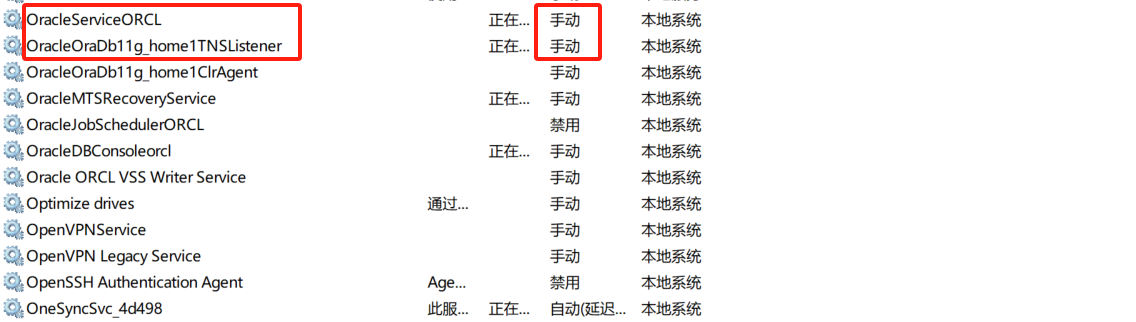 OracleServiceORCL 正在... 手动 本地系统
OracleOraDb11g_home1TNSListener 正在... 手动 本地系统
OracleOraDb11g_home1ClrAgent 手动 本地系统
OracleMTSRecoveryService 正在... 手动 本地系统
OracleJobSchedulerORCL 禁用 本地系统
OracleDBConsoleorcl 正在... 手动 本地系统
Oracle ORCL VSS Writer Service 手动 本地系统
Optimize drives 通过... 手动 本地系统
OpenVPNService 手动 本地系统
OpenVPN Legacy Service 手动 本地系统
OpenSSH Authentication Agent Age... 禁用 本地系统
OneSyncSvc_4d498 此服... 正在... 自动(延迟... 本地系统